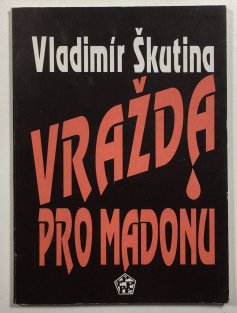 Vladimír Škutina
VRAŽDA
PRO MADONU